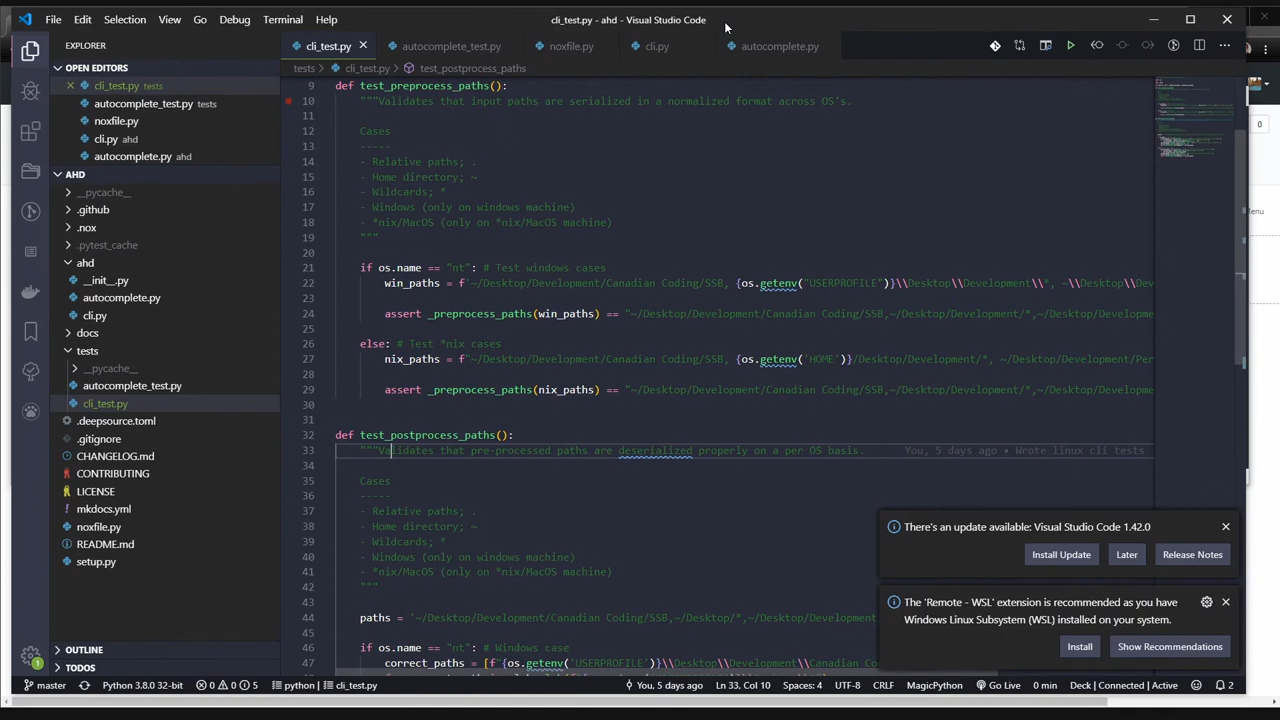 File Edit Selection View Go Debug Terminal Help
cli_test.py - ahd - Visual Studio Code
EXPLORER
OPEN EDITORS
cli_test.py tests
autocomplete_test.py tests
noxfile.py
cli.py ahd
autocomplete.py ahd
AHD
__pycache__
.github
.nox
.pytest_cache
ahd
__init__.py
autocomplete.py
cli.py
docs
tests
__pycache__
autocomplete_test.py
cli_test.py
.deepsource.toml
.gitignore
CHANGELOG.md
CONTRIBUTING
LICENSE
mkdocs.yml
noxfile.py
README.md
setup.py
OUTLINE
TODOS
1
cli_test.py autocomplete_test.py noxfile.py cli.py autocomplete.py
tests > cli_test.py > test_postprocess_paths
9 def test_preprocess_paths():
10 """Validates that input paths are serialized in a normalized format across OS's.
11
12 Cases
13 -----
14 - Relative paths; .
15 - Home directory; ~
16 - Wildcards; *
17 - Windows (only on windows machine)
18 - *nix/MacOS (only on *nix/MacOS machine)
19 """
20
21 if os.name == "nt": # Test windows cases
22 win_paths = f'~/Desktop/Development/Canadian Coding/SSB, {os.getenv("USERPROFILE")}\\Desktop\\Development\\*, ~\\Desktop\\Dev
23
24 assert _preprocess_paths(win_paths) == "~/Desktop/Development/Canadian Coding/SSB,~/Desktop/Development/*,~/Desktop/Developme
25
26 else: # Test *nix cases
27 nix_paths = f"~/Desktop/Development/Canadian Coding/SSB, {os.getenv('HOME')}/Desktop/Development/*, ~/Desktop/Development/Per
28
29 assert _preprocess_paths(nix_paths) == "~/Desktop/Development/Canadian Coding/SSB,~/Desktop/Development/*,~/Desktop/Developme
30
31
32 def test_postprocess_paths():
33 """Validates that pre-processed paths are deserialized properly on a per OS basis. You, 5 days ago • Wrote linux cli tests
34
35 Cases
36 -----
37 - Relative paths; .
38 - Home directory; ~
39 - Wildcards; *
40 - Windows (only on windows machine)
41 - *nix/MacOS (only on *nix/MacOS machine)
42 """
43
44 paths = '~/Desktop/Development/Canadian Coding/SSB,~/*,~/Desktop/Development
45
46 if os.name == "nt": # Windows case
47 correct_paths = [f"{os.getenv('USERPROFILE')}\\Desktop\\Development\\Canadian Co
There's an update available: Visual Studio Code 1.42.0
Install Update Later Release Notes
The 'Remote - WSL' extension is recommended as you have
Windows Linux Subsystem (WSL) installed on your system.
Install Show Recommendations
master Python 3.8.0 32-bit 0 0 5 python | cli_test.py You, 5 days ago Ln 33, Col 10 Spaces: 4 UTF-8 CRLF MagicPython Go Live 0 min Deck | Connected | Active 2
0